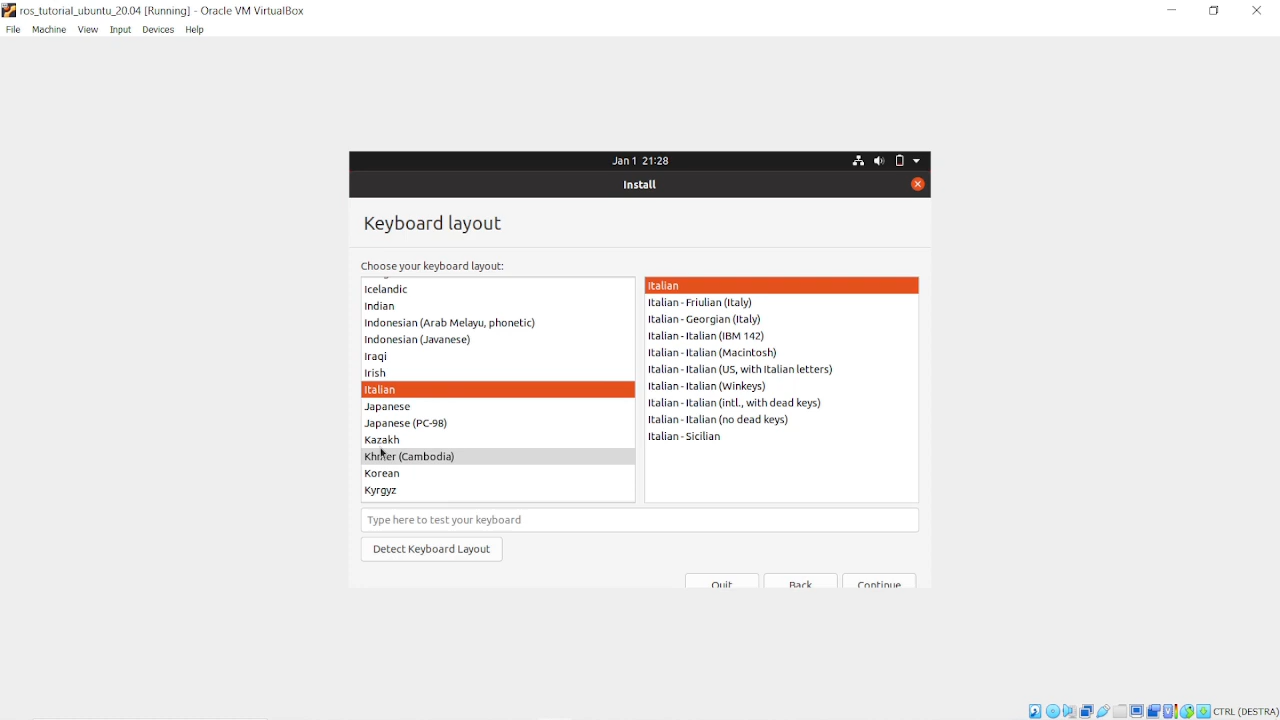 ros_tutorial_ubuntu_20.04 [Running] - Oracle VM VirtualBox
File Machine View Input Devices Help
Jan 1 21:28
Install
Keyboard layout
Choose your keyboard layout:
Icelandic
Indian
Indonesian (Arab Melayu, phonetic)
Indonesian (Javanese)
Iraqi
Irish
Italian
Japanese
Japanese (PC-98)
Kazakh
Khmer (Cambodia)
Korean
Kyrgyz
Italian
Italian - Friulian (Italy)
Italian - Georgian (Italy)
Italian - Italian (IBM 142)
Italian - Italian (Macintosh)
Italian - Italian (US, with Italian letters)
Italian - Italian (Winkeys)
Italian - Italian (intl., with dead keys)
Italian - Italian (no dead keys)
Italian - Sicilian
Type here to test your keyboard
Detect Keyboard Layout
Quit Back Continue
CTRL (DESTRA)